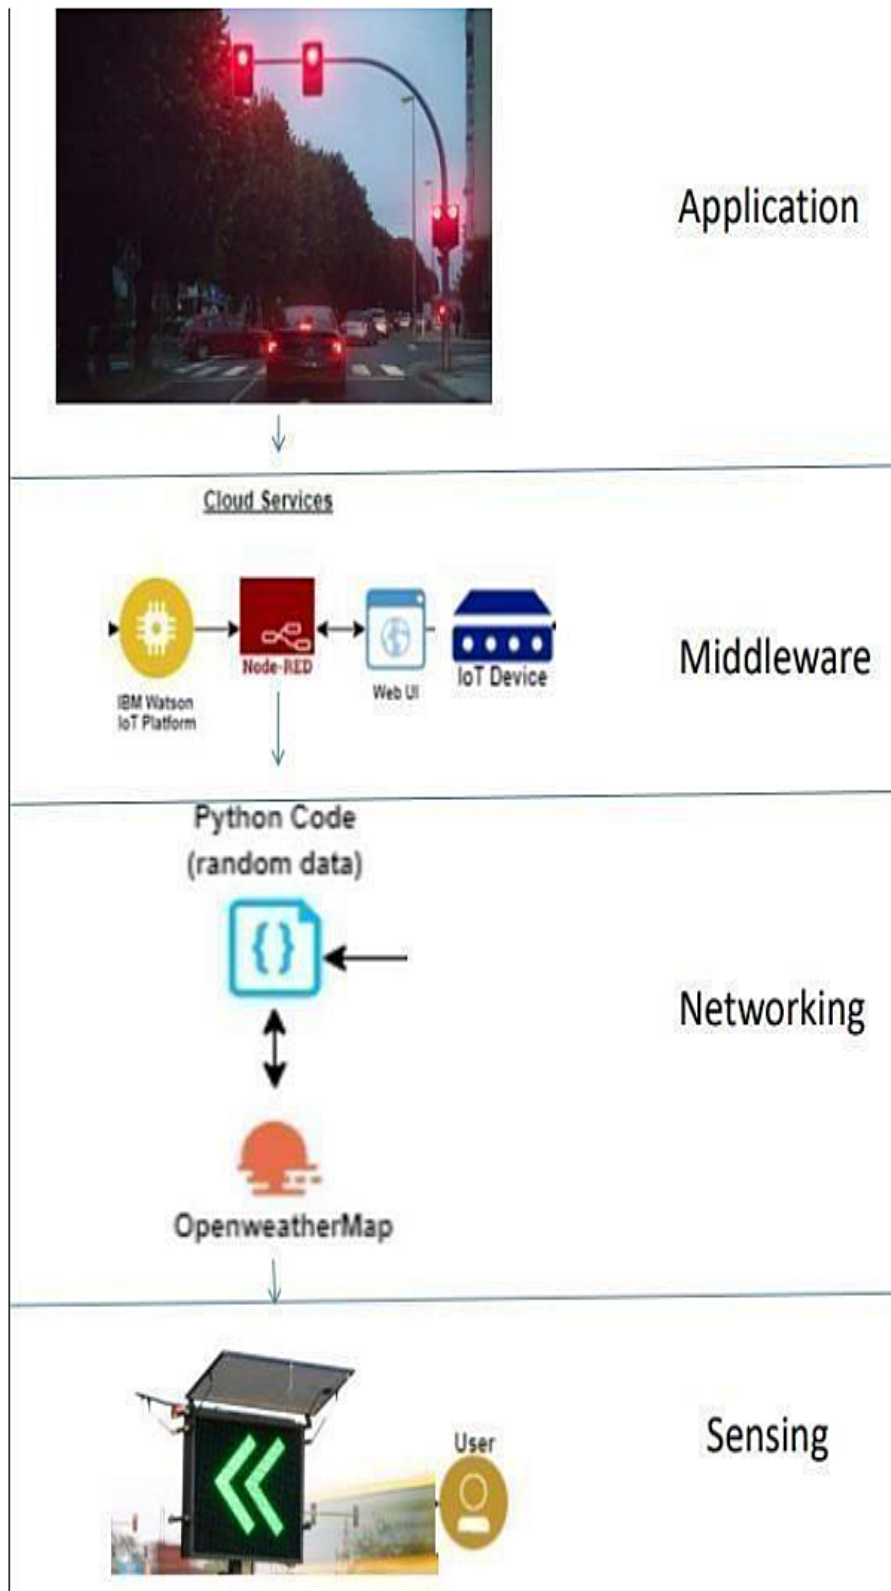 Application
Cloud Services
Node-RED
IBM Watson
IoT Platform
Web UI
IoT Device
Middleware
Python Code
(random data)
{}
Networking
OpenweatherMap
User
Sensing